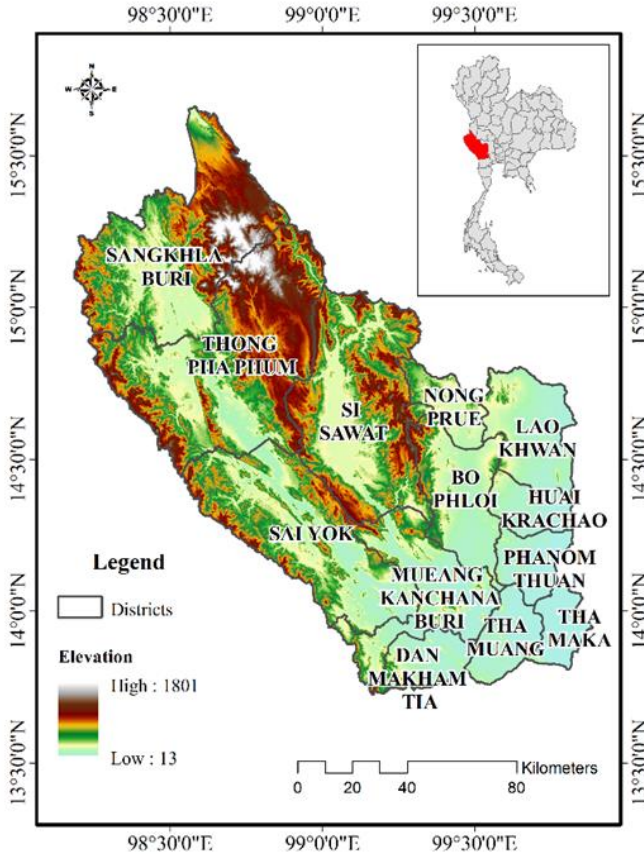 98°30'0"E 99°0'0"E 99°30'0"E
N
W E
S
15°30'0"N
15°0'0"N
14°30'0"N
14°0'0"N
13°30'0"N
SANGKHLA
BURI
THONG
PHA PHUM
SI
SAWAT
NONG
PRUE
LAO
KHWAN
BO
PHLOI
HUAI
KRACHAO
SAI YOK
PHANOM
THUAN
MUEANG
KANCHANA
BURI
THA
MUANG
THA
MAKA
DAN
MAKHAM
TIA
Legend
Districts
Elevation
High : 1801
Low : 13
Kilometers
0 20 40 80
15°30'0"N
15°0'0"N
14°30'0"N
14°0'0"N
13°30'0"N
98°30'0"E 99°0'0"E 99°30'0"E